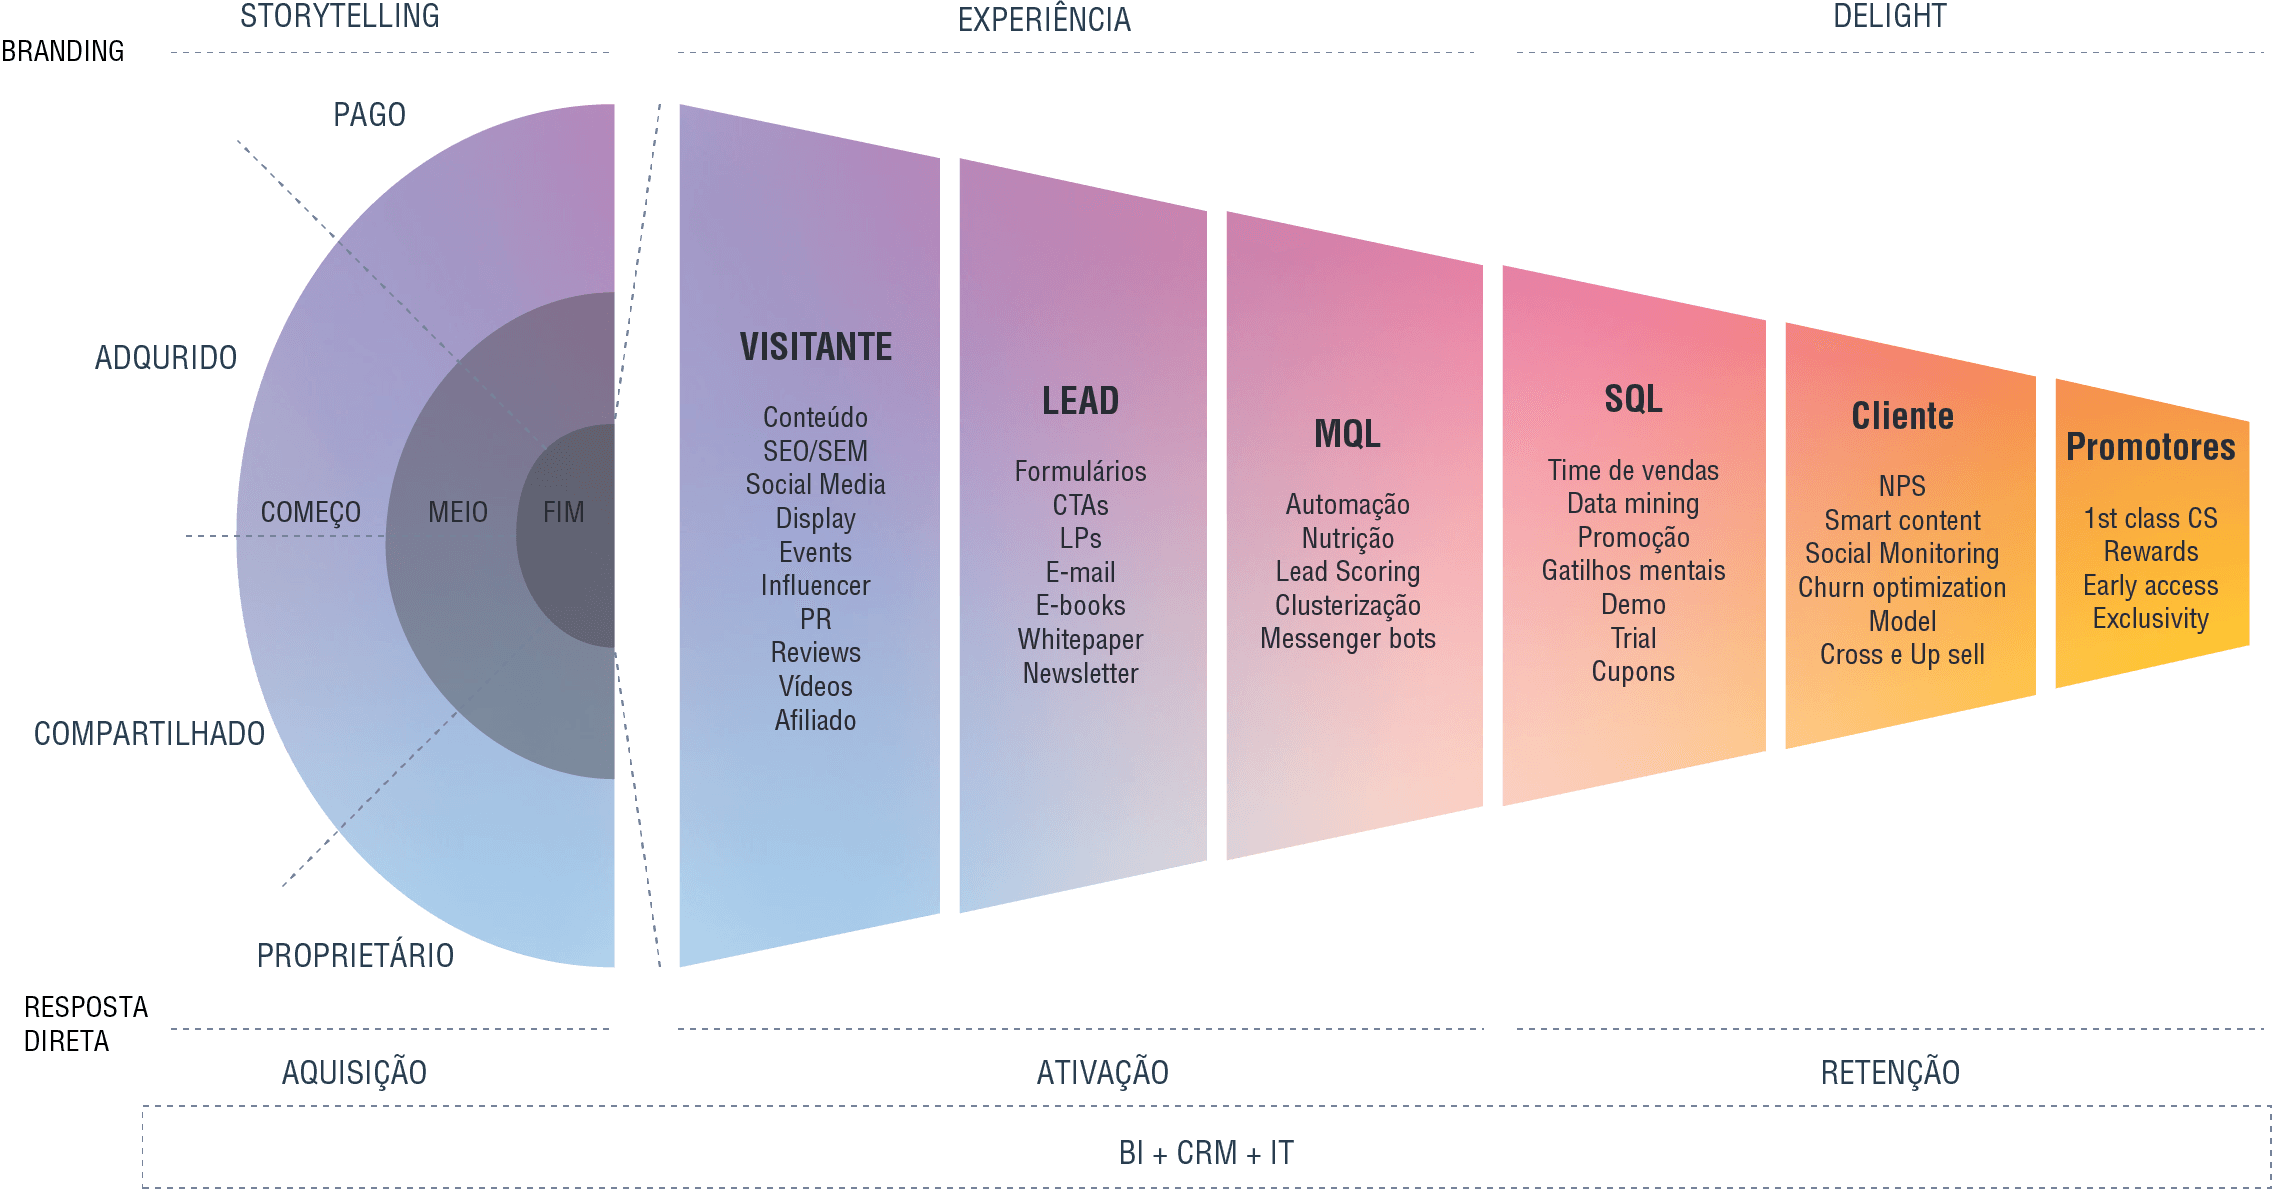 STORYTELLING
EXPERIÊNCIA
DELIGHT
BRANDING
PAGO
ADQURIDO
COMPARTILHADO
PROPRIETÁRIO
COMEÇO
MEIO
FIM
VISITANTE
Conteúdo
SEO/SEM
Social Media
Display
Events
Influencer
PR
Reviews
Vídeos
Afiliado
LEAD
Formulários
CTAs
LPs
E-mail
E-books
Whitepaper
Newsletter
MQL
Automação
Nutrição
Lead Scoring
Clusterização
Messenger bots
SQL
Time de vendas
Data mining
Promoção
Gatilhos mentais
Demo
Trial
Cupons
Cliente
NPS
Smart content
Social Monitoring
Churn optimization
Model
Cross e Up sell
Promotores
1st class CS
Rewards
Early access
Exclusivity
RESPOSTA
DIRETA
AQUISIÇÃO
ATIVAÇÃO
RETENÇÃO
BI + CRM + IT